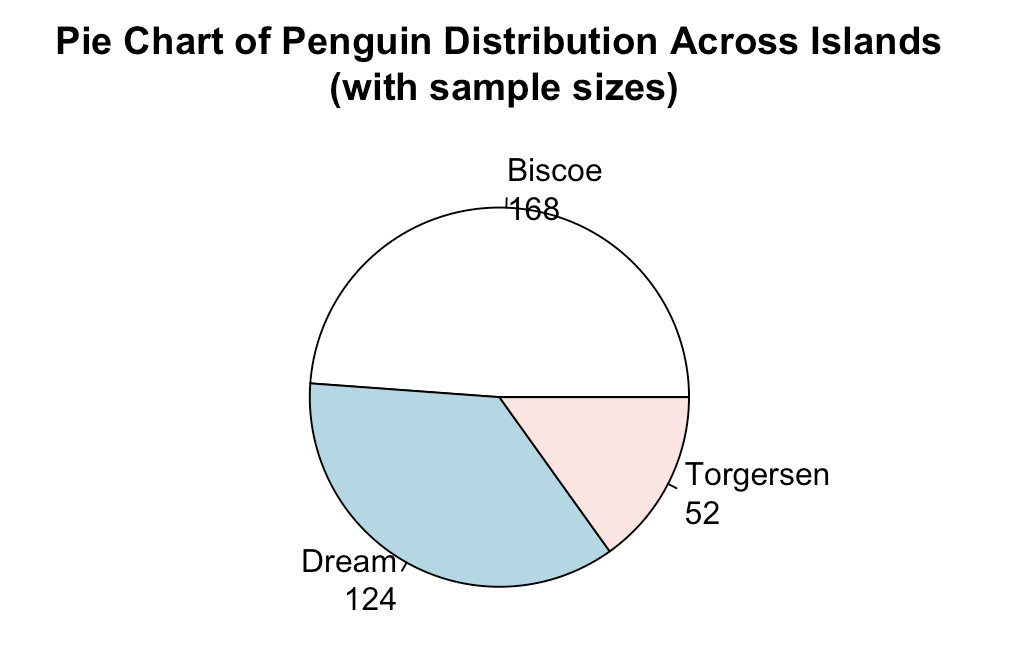 Pie Chart of Penguin Distribution Across Islands
(with sample sizes)
Biscoe
168
Torgersen
52
Dream
124